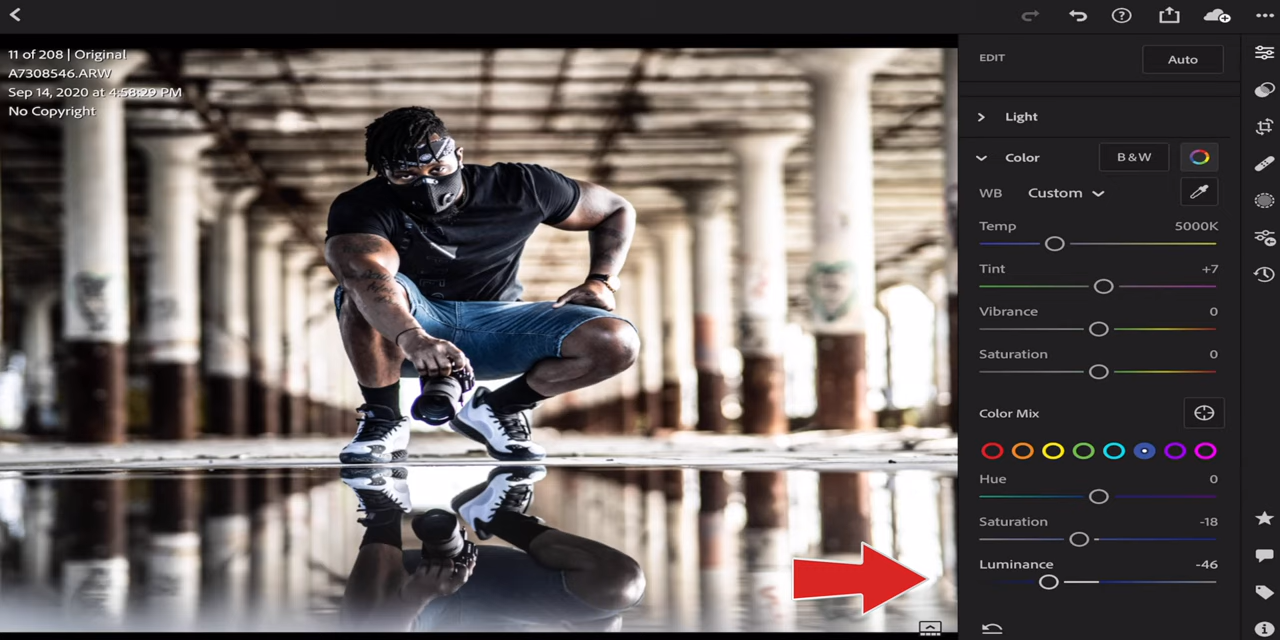 11 of 208 | Original
A7308546.ARW
Sep 14, 2020 at 4:58:29 PM
No Copyright
EDIT
Auto
Light
Color
B&W
WB Custom
Temp 5000K
Tint +7
Vibrance 0
Saturation 0
Color Mix
Hue 0
Saturation -18
Luminance -46